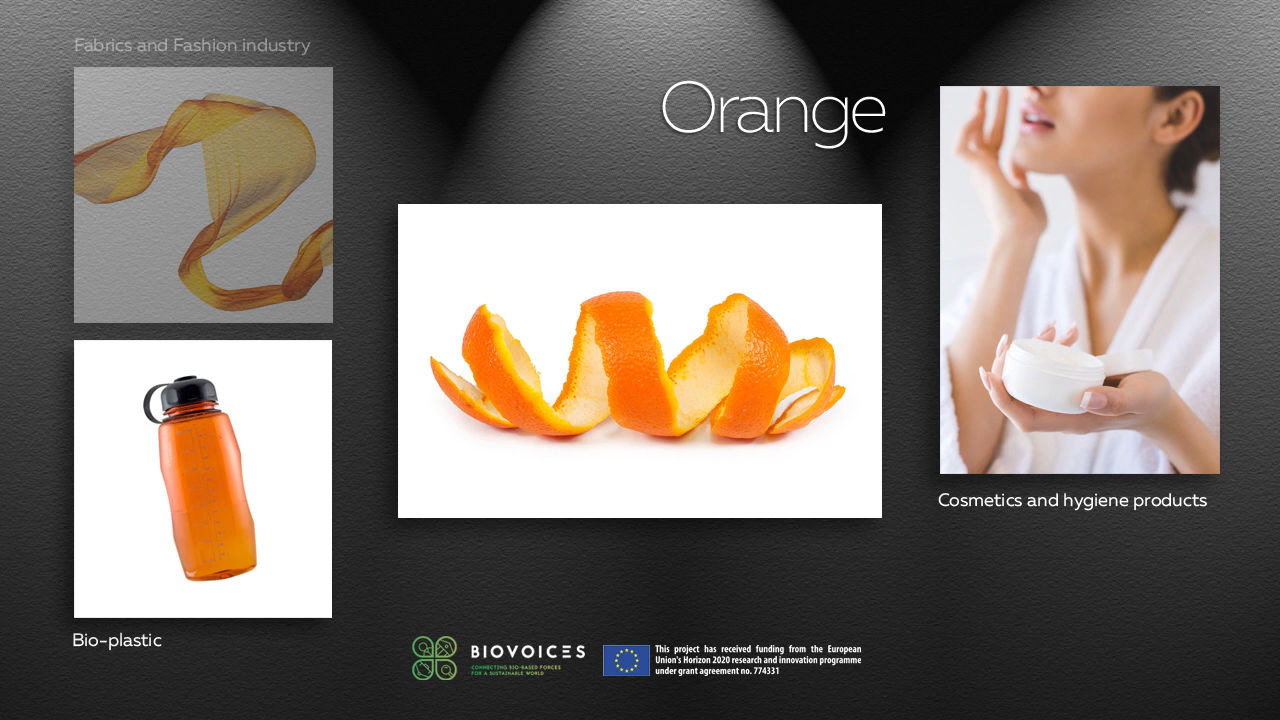 Fabrics and Fashion industry
Orange
Cosmetics and hygiene products
Bio-plastic
BIOVOICES
CONNECTING BIO-BASED FORCES
FOR A SUSTAINABLE WORLD
This project has received funding from the European
Union's Horizon 2020 research and innovation programme
under grant agreement no. 774331